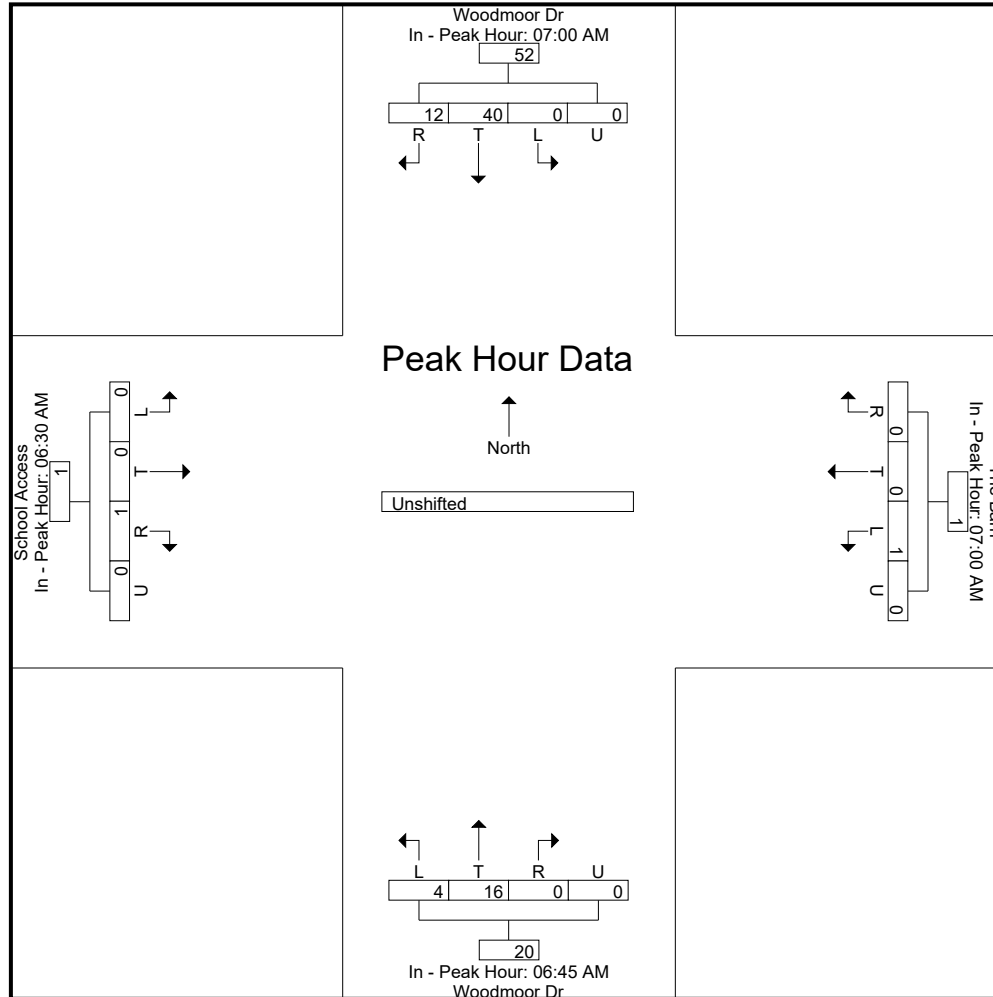 Woodmoor Dr
In - Peak Hour: 07:00 AM
52
12 40 0 0
R T L U
Peak Hour Data
North
Unshifted
School Access
In - Peak Hour: 06:30 AM
1
0 0 1 0
L T R U
In - Peak Hour: 07:00 AM
1
0 0 1 0
R T L U
L T R U
4 16 0 0
20
In - Peak Hour: 06:45 AM
Woodmoor Dr